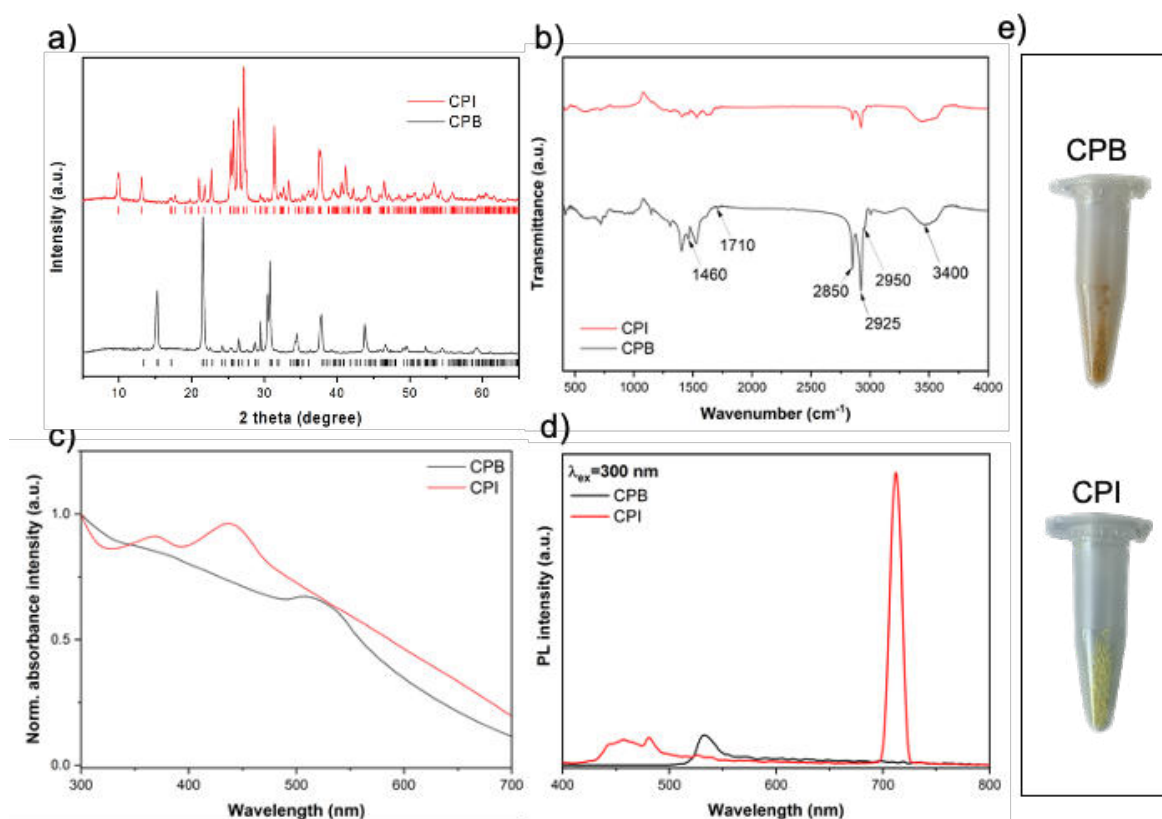 a)
CPI
CPB
Intensity (a.u.)
10 20 30 40 50 60
2 theta (degree)
b)
1710
1460
2850
2950
2925
3400
CPI
CPB
Transmittance (a.u.)
500 1000 1500 2000 2500 3000 3500 4000
Wavenumber (cm⁻¹)
c)
CPB
CPI
Norm. absorbance intensity (a.u.)
1.0
0.5
0.0
300 400 500 600 700
Wavelength (nm)
d)
λex=300 nm
CPB
CPI
PL intensity (a.u.)
400 500 600 700 800
Wavelength (nm)
e)
CPB
CPI